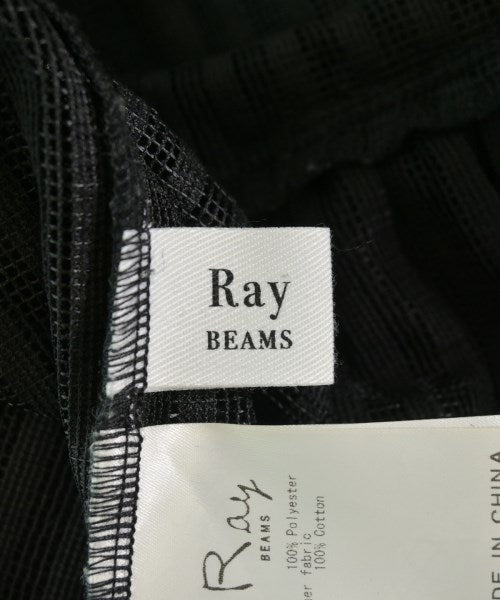 Ray
BEAMS
Ray
BEAMS
100% Polyester
er fabric
100% Cotton
DE IN CHINA